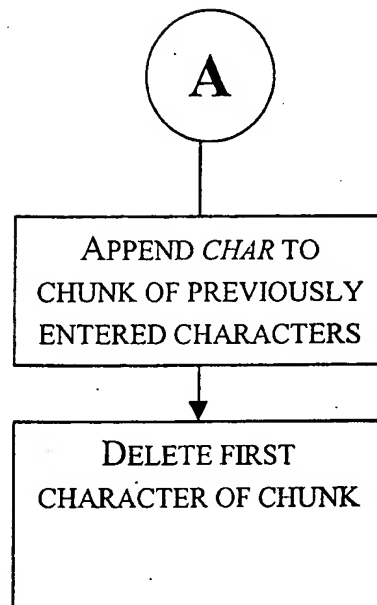 A
APPEND CHAR TO
CHUNK OF PREVIOUSLY
ENTERED CHARACTERS
DELETE FIRST
CHARACTER OF CHUNK